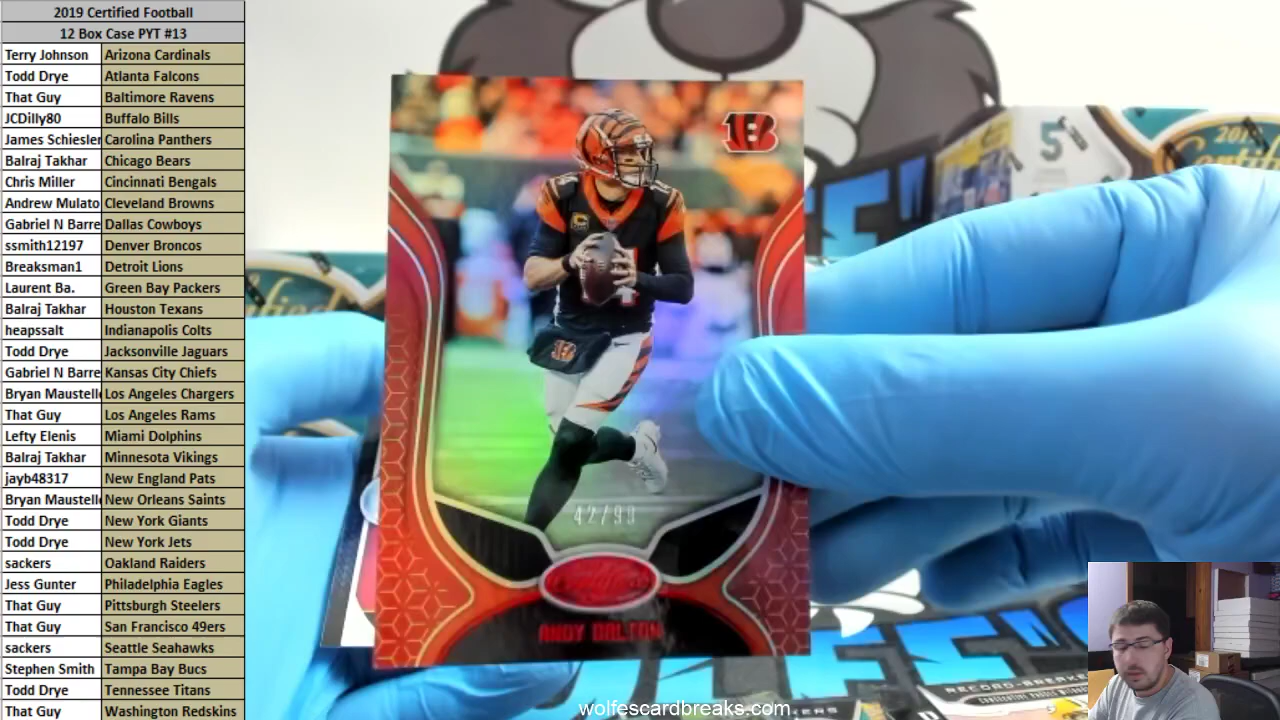 2019 Certified Football
12 Box Case PYT #13
Terry Johnson Arizona Cardinals
Todd Drye Atlanta Falcons
That Guy Baltimore Ravens
JCDilly80 Buffalo Bills
James Schiesler Carolina Panthers
Balraj Takhar Chicago Bears
Chris Miller Cincinnati Bengals
Andrew Mulato Cleveland Browns
Gabriel N Barre Dallas Cowboys
ssmith12197 Denver Broncos
Breaksman1 Detroit Lions
Laurent Ba. Green Bay Packers
Balraj Takhar Houston Texans
heapssalt Indianapolis Colts
Todd Drye Jacksonville Jaguars
Gabriel N Barre Kansas City Chiefs
Bryan Maustell Los Angeles Chargers
That Guy Los Angeles Rams
Lefty Elenis Miami Dolphins
Balraj Takhar Minnesota Vikings
jayb48317 New England Pats
Bryan Maustell New Orleans Saints
Todd Drye New York Giants
Todd Drye New York Jets
sackers Oakland Raiders
Jess Gunter Philadelphia Eagles
That Guy Pittsburgh Steelers
That Guy San Francisco 49ers
sackers Seattle Seahawks
Stephen Smith Tampa Bay Bucs
Todd Drye Tennessee Titans
That Guy Washington Redskins
B
5
2019
42/99
ANDY DALTON
RECORD-BREAKE
wolfescardbreaks.com